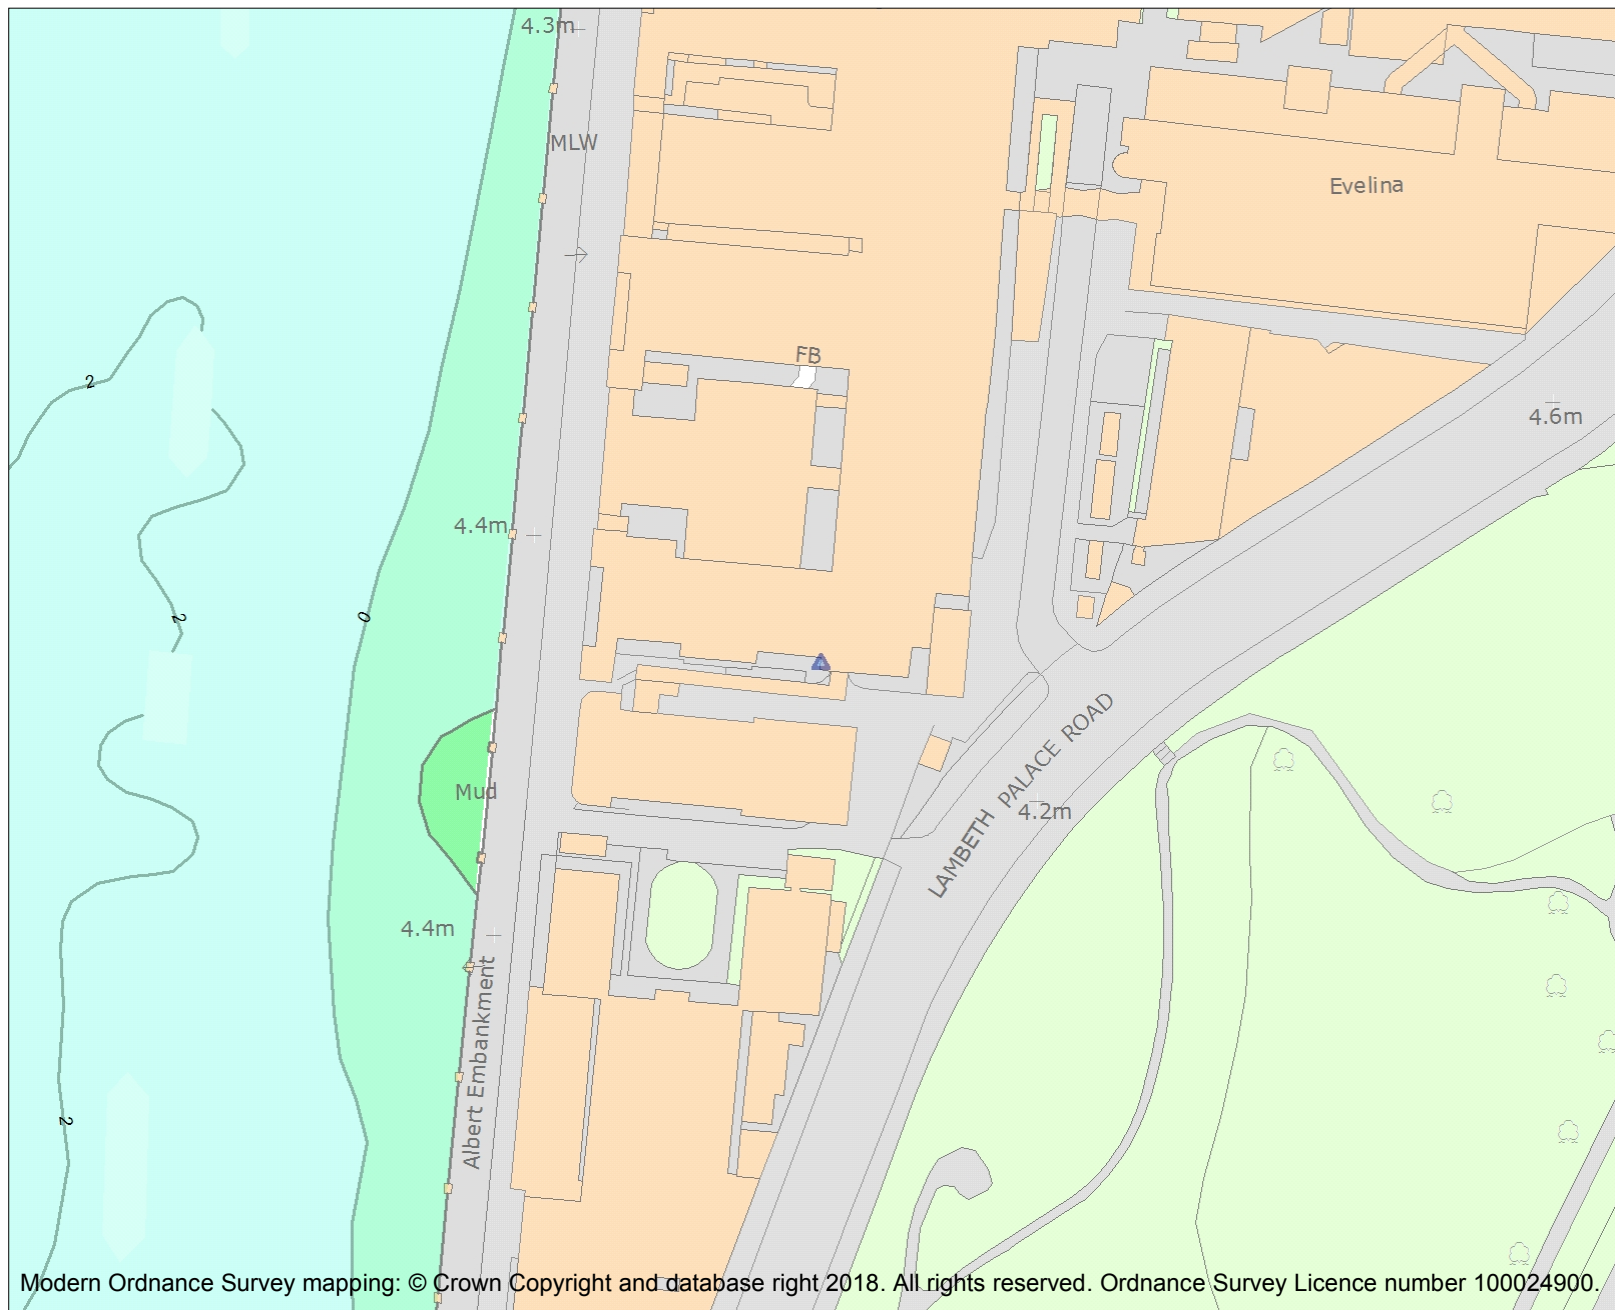 4.3m
MLW
Evelina
FB
2
4.6m
4.4m
2
0
LAMBETH PALACE ROAD
Mud
4.2m
4.4m
Albert Embankment
2
Modern Ordnance Survey mapping: © Crown Copyright and database right 2018. All rights reserved. Ordnance Survey Licence number 100024900.